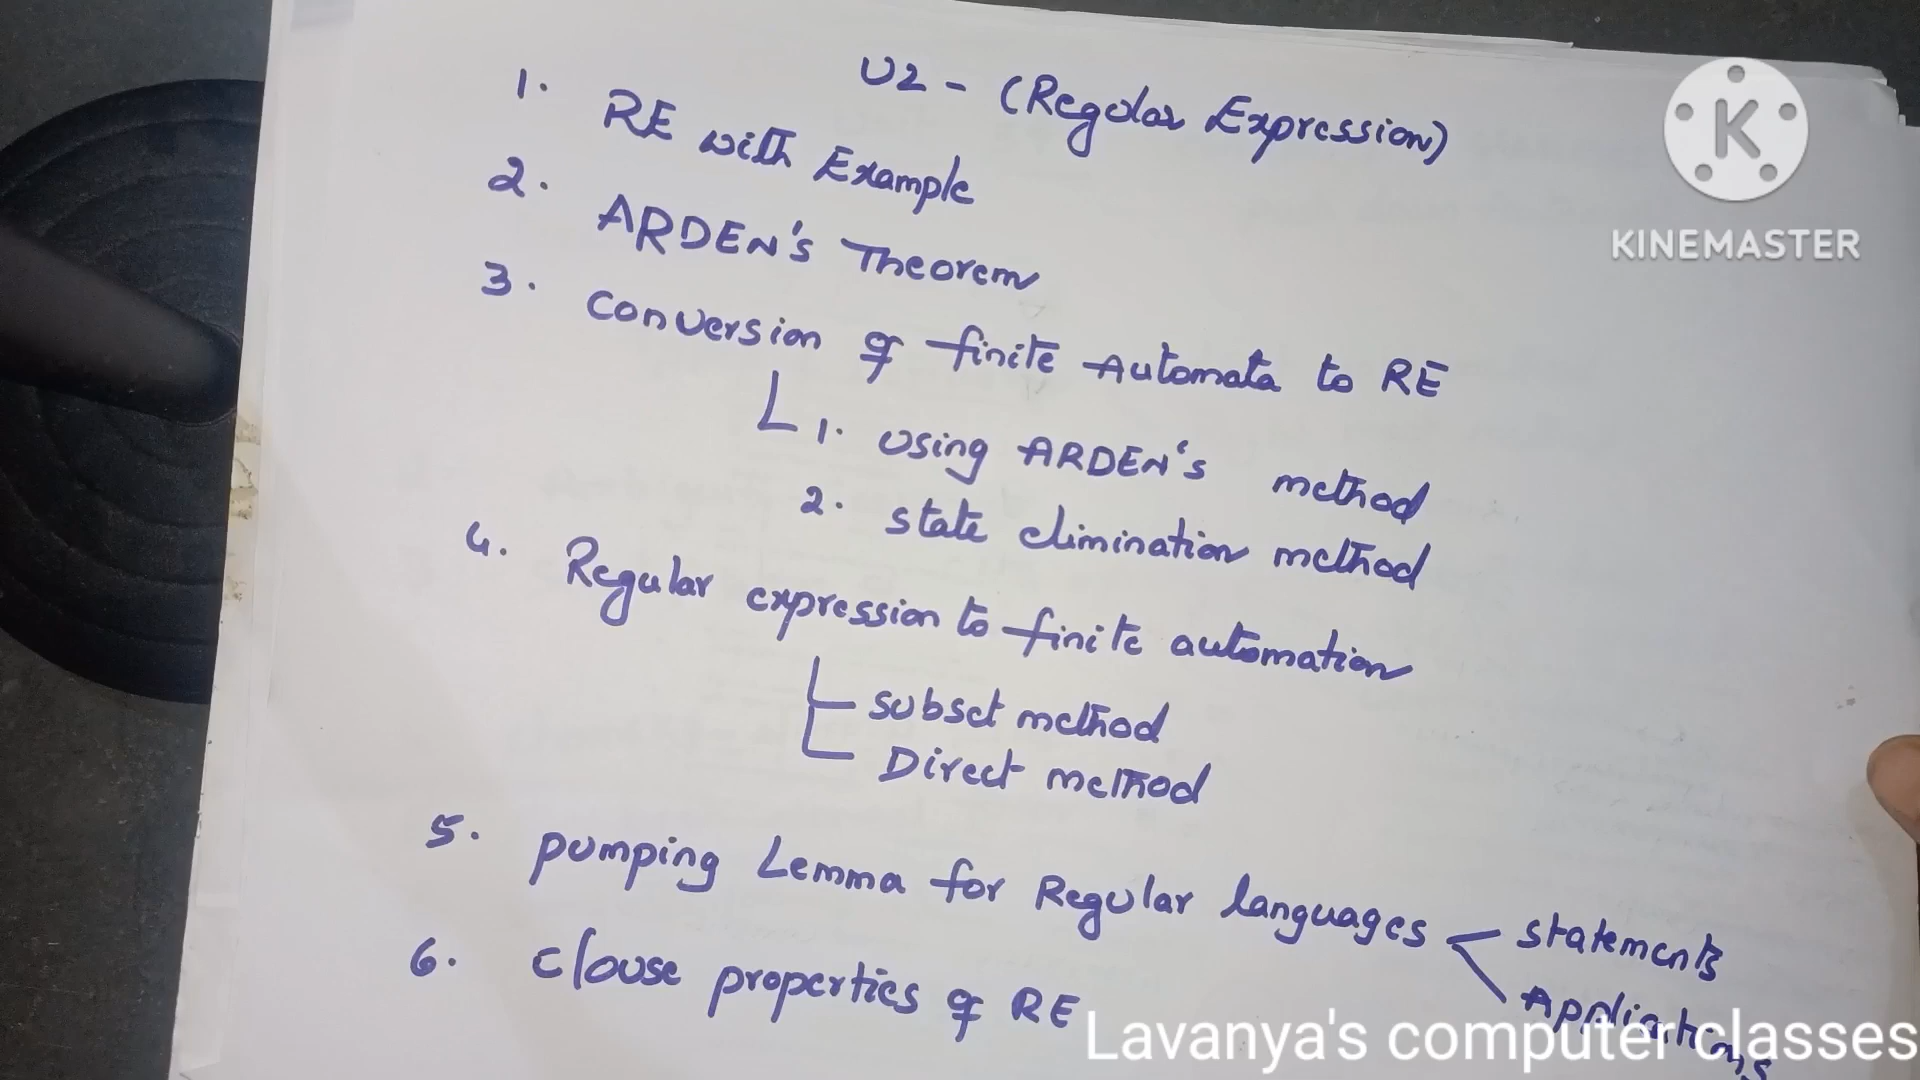 U2 - (Regular Expression)
1. RE with Example
2. ARDEN's Theorem
3. Conversion of finite Automata to RE
1. Using ARDEN's method
2. state elimination method
4. Regular expression to finite automation
subset method
Direct method
5. pumping Lemma for Regular languages
statements
Applications
6. clouse properties of RE
K
KINEMASTER
Lavanya's computer classes